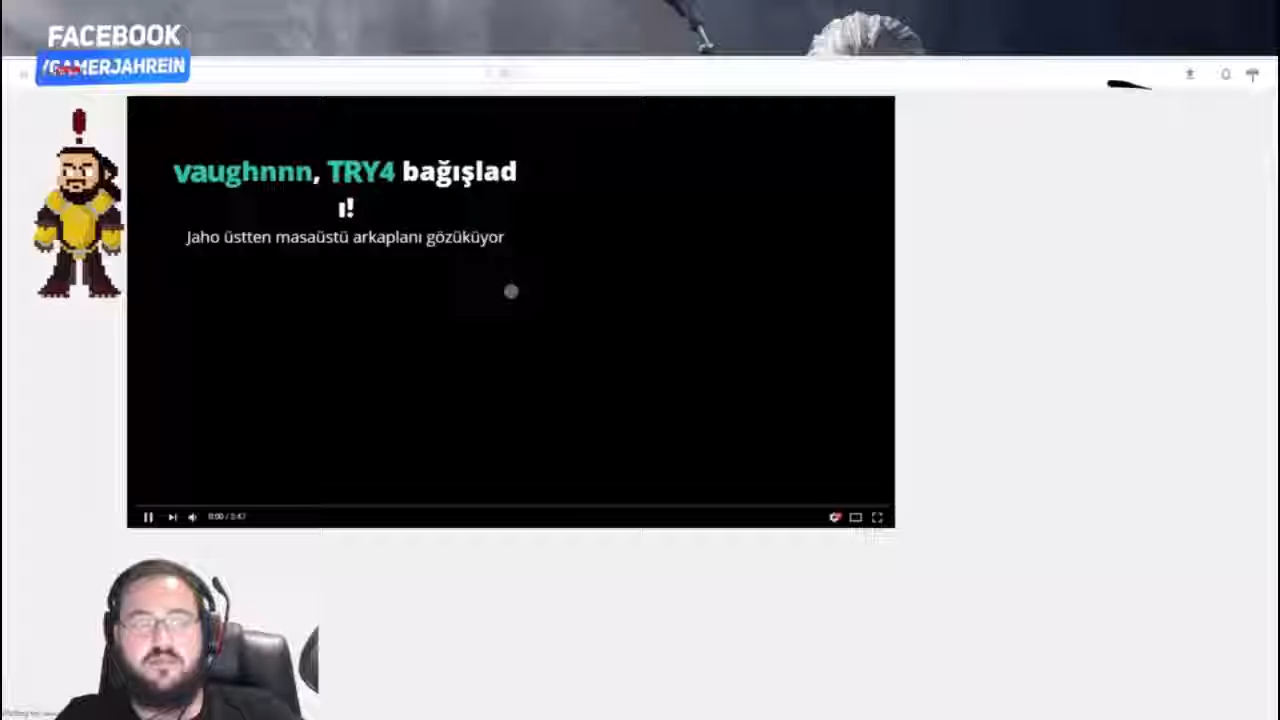 FACEBOOK
/GAMERJAHREIN
vaughnnn, TRY4 bağışlad
ı!
Jaho üstten masaüstü arkaplanı gözüküyor